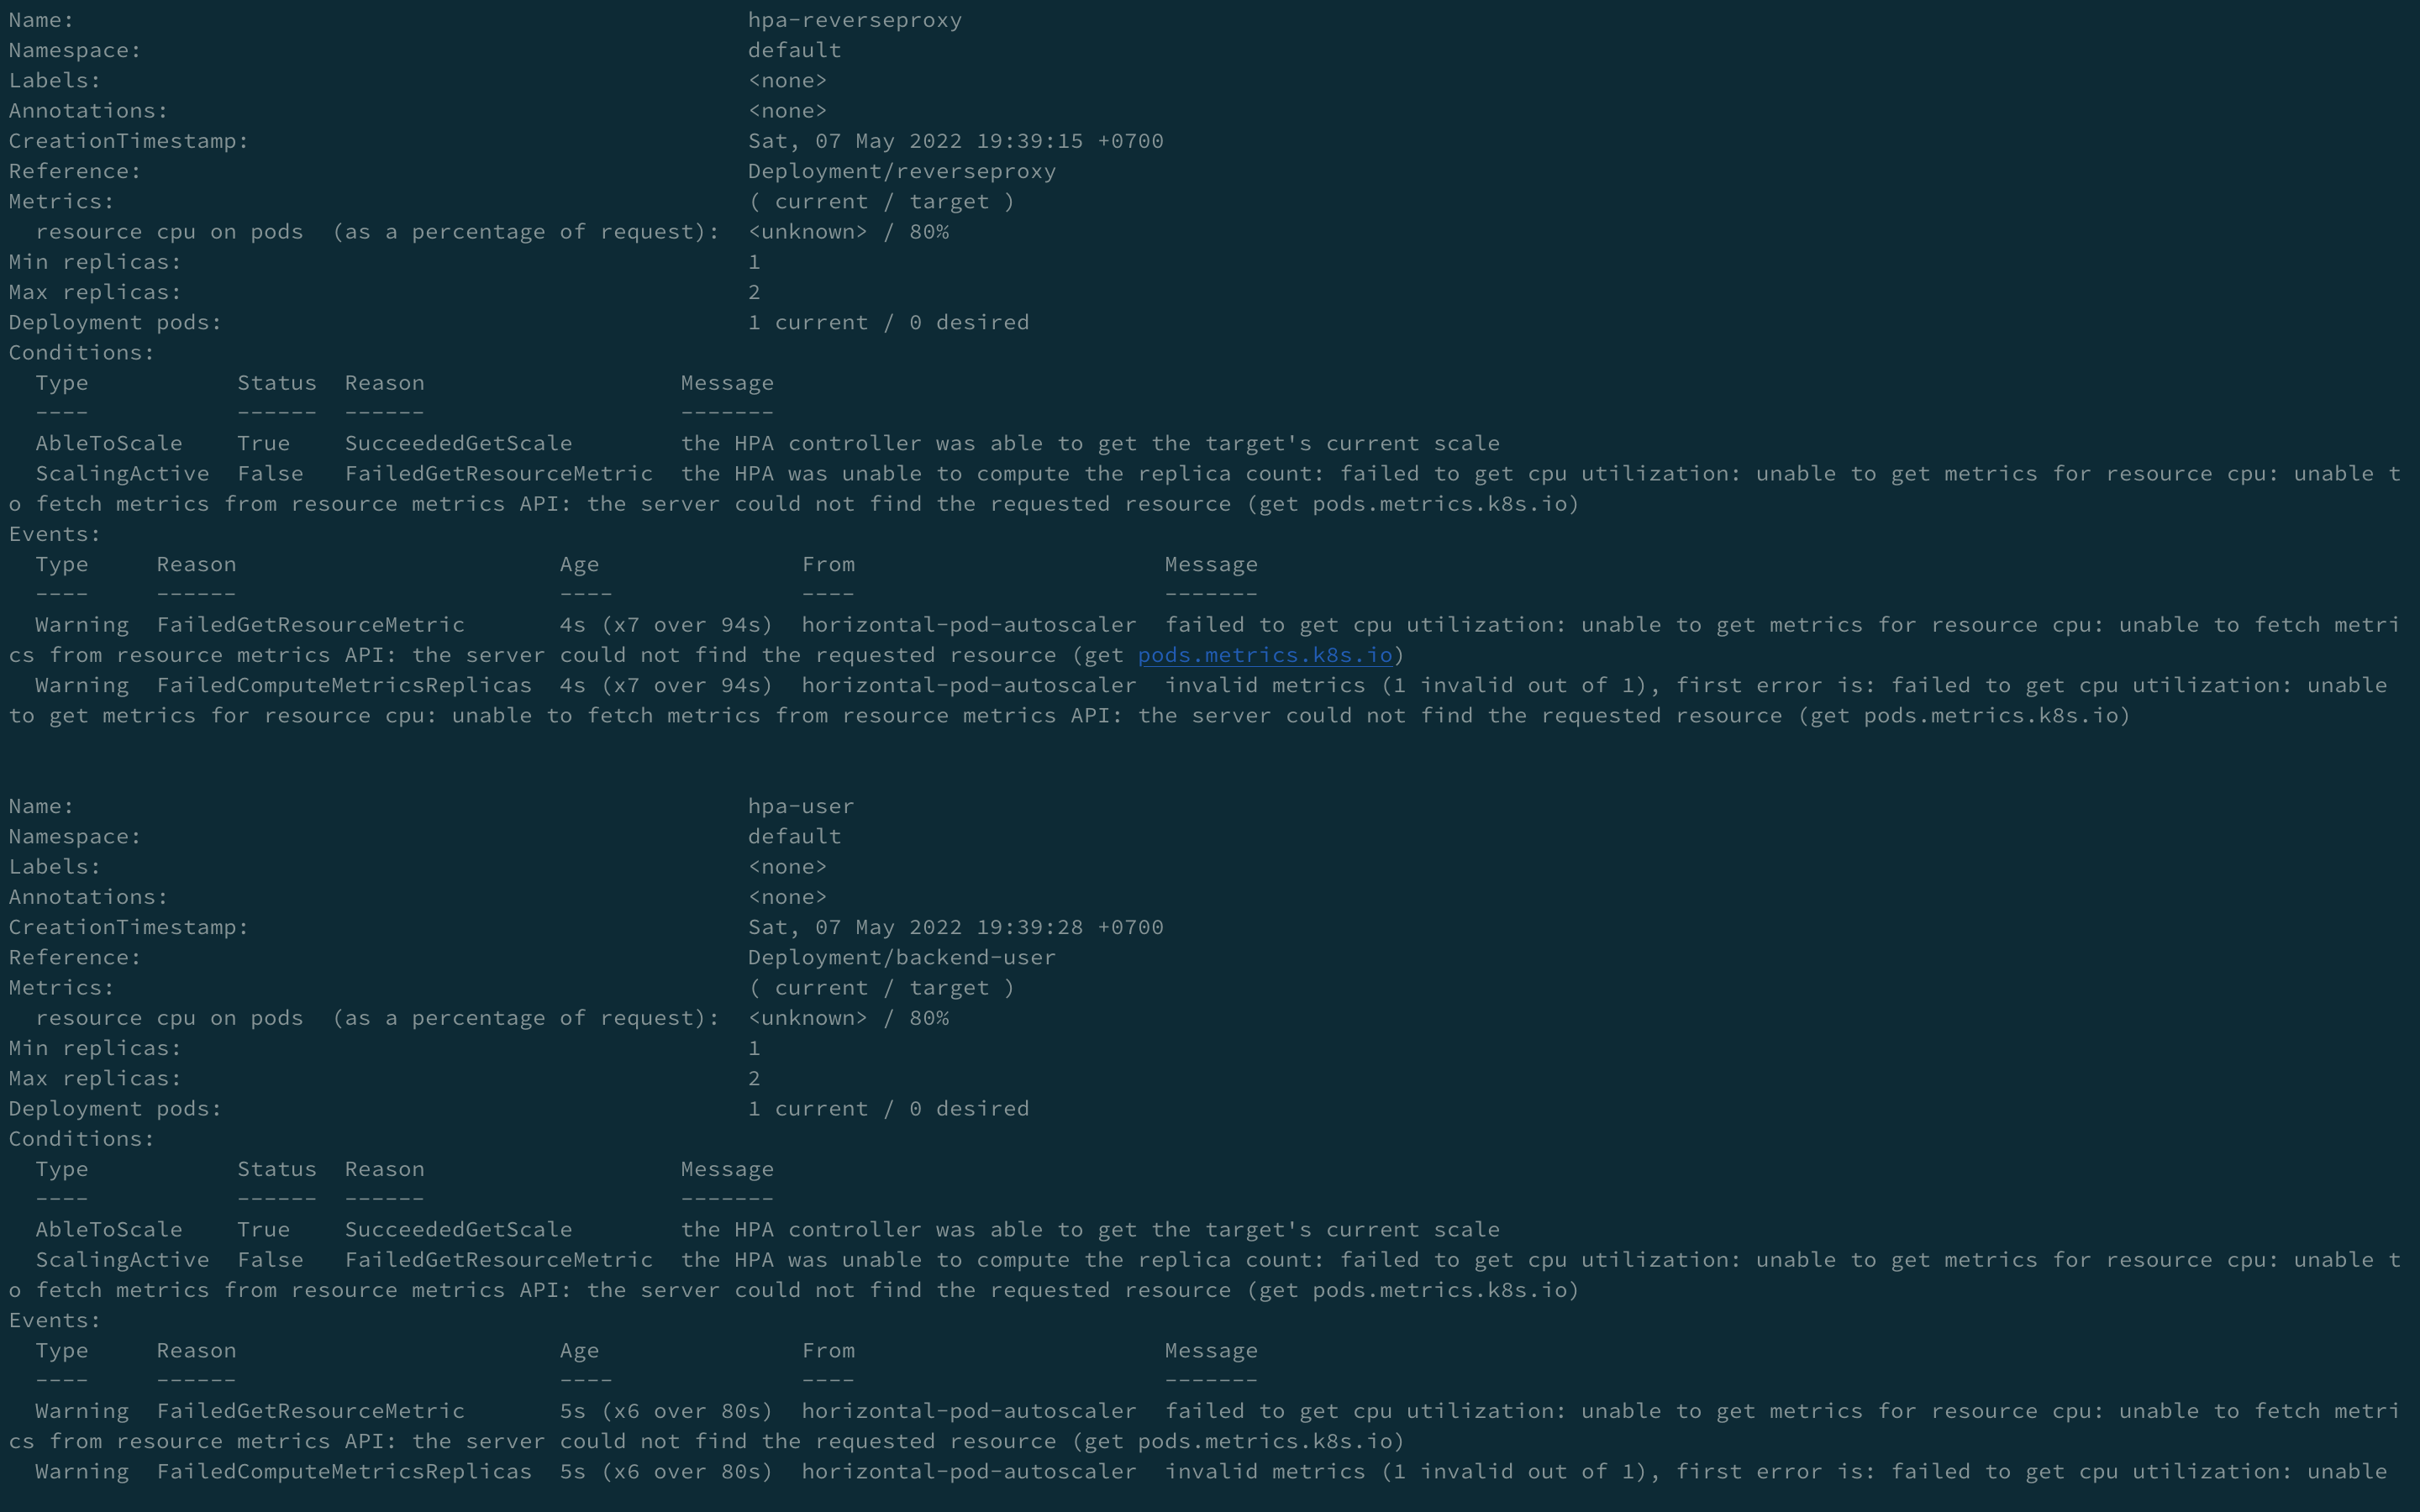 Name:                                                  hpa-reverseproxy
Namespace:                                             default
Labels:                                                <none>
Annotations:                                           <none>
CreationTimestamp:                                     Sat, 07 May 2022 19:39:15 +0700
Reference:                                             Deployment/reverseproxy
Metrics:                                               ( current / target )
  resource cpu on pods  (as a percentage of request):  <unknown> / 80%
Min replicas:                                          1
Max replicas:                                          2
Deployment pods:                                       1 current / 0 desired
Conditions:
  Type           Status  Reason                   Message
  ----           ------  ------                   -------
  AbleToScale    True    SucceededGetScale        the HPA controller was able to get the target's current scale
  ScalingActive  False   FailedGetResourceMetric  the HPA was unable to compute the replica count: failed to get cpu utilization: unable to get metrics for resource cpu: unable t
o fetch metrics from resource metrics API: the server could not find the requested resource (get pods.metrics.k8s.io)
Events:
  Type     Reason                        Age               From                       Message
  ----     ------                        ----              ----                       -------
  Warning  FailedGetResourceMetric       4s (x7 over 94s)  horizontal-pod-autoscaler  failed to get cpu utilization: unable to get metrics for resource cpu: unable to fetch metri
cs from resource metrics API: the server could not find the requested resource (get pods.metrics.k8s.io)
  Warning  FailedComputeMetricsReplicas  4s (x7 over 94s)  horizontal-pod-autoscaler  invalid metrics (1 invalid out of 1), first error is: failed to get cpu utilization: unable
to get metrics for resource cpu: unable to fetch metrics from resource metrics API: the server could not find the requested resource (get pods.metrics.k8s.io)
Name:                                                  hpa-user
Namespace:                                             default
Labels:                                                <none>
Annotations:                                           <none>
CreationTimestamp:                                     Sat, 07 May 2022 19:39:28 +0700
Reference:                                             Deployment/backend-user
Metrics:                                               ( current / target )
  resource cpu on pods  (as a percentage of request):  <unknown> / 80%
Min replicas:                                          1
Max replicas:                                          2
Deployment pods:                                       1 current / 0 desired
Conditions:
  Type           Status  Reason                   Message
  ----           ------  ------                   -------
  AbleToScale    True    SucceededGetScale        the HPA controller was able to get the target's current scale
  ScalingActive  False   FailedGetResourceMetric  the HPA was unable to compute the replica count: failed to get cpu utilization: unable to get metrics for resource cpu: unable t
o fetch metrics from resource metrics API: the server could not find the requested resource (get pods.metrics.k8s.io)
Events:
  Type     Reason                        Age               From                       Message
  ----     ------                        ----              ----                       -------
  Warning  FailedGetResourceMetric       5s (x6 over 80s)  horizontal-pod-autoscaler  failed to get cpu utilization: unable to get metrics for resource cpu: unable to fetch metri
cs from resource metrics API: the server could not find the requested resource (get pods.metrics.k8s.io)
  Warning  FailedComputeMetricsReplicas  5s (x6 over 80s)  horizontal-pod-autoscaler  invalid metrics (1 invalid out of 1), first error is: failed to get cpu utilization: unable